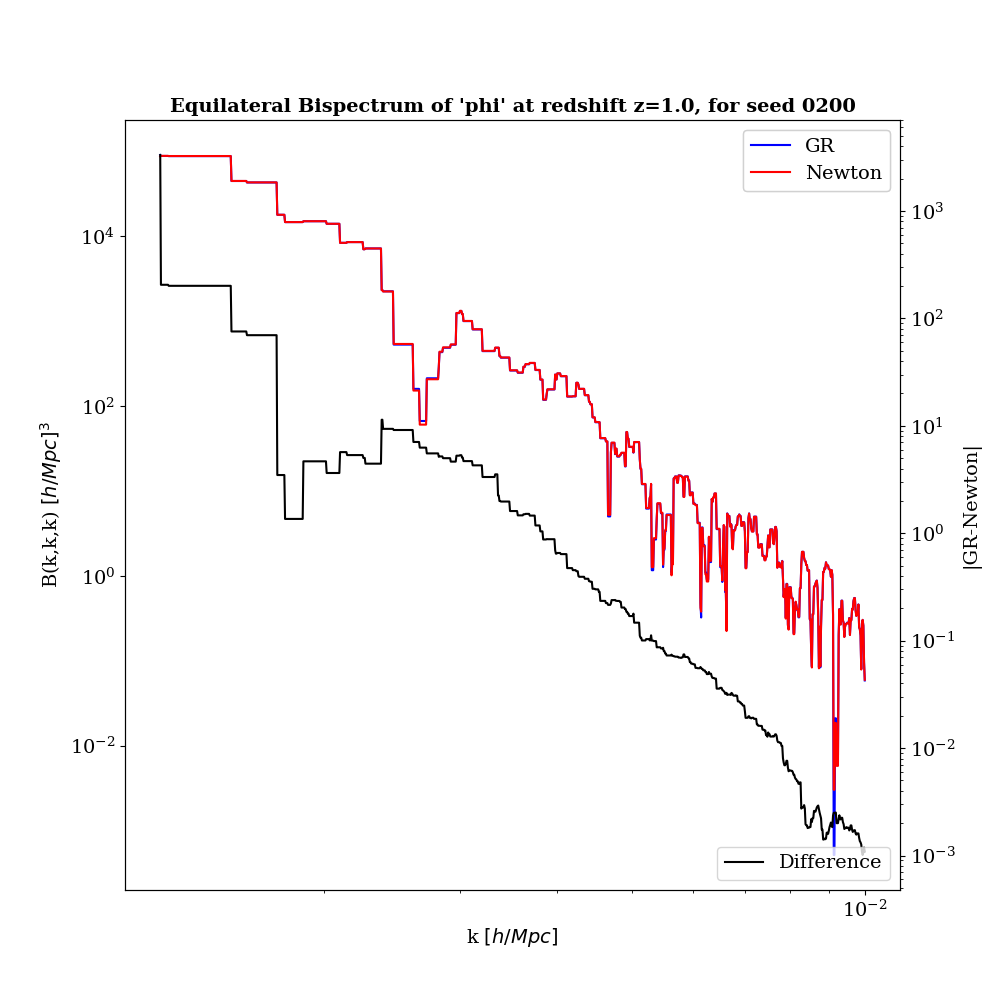 Equilateral Bispectrum of 'phi' at redshift z=1.0, for seed 0200
GR
Newton
10^4
10^2
10^0
10^-2
B(k,k,k) [h/Mpc]^3
10^3
10^2
10^1
10^0
10^-1
10^-2
10^-3
|GR-Newton|
Difference
10^-2
k [h/Mpc]